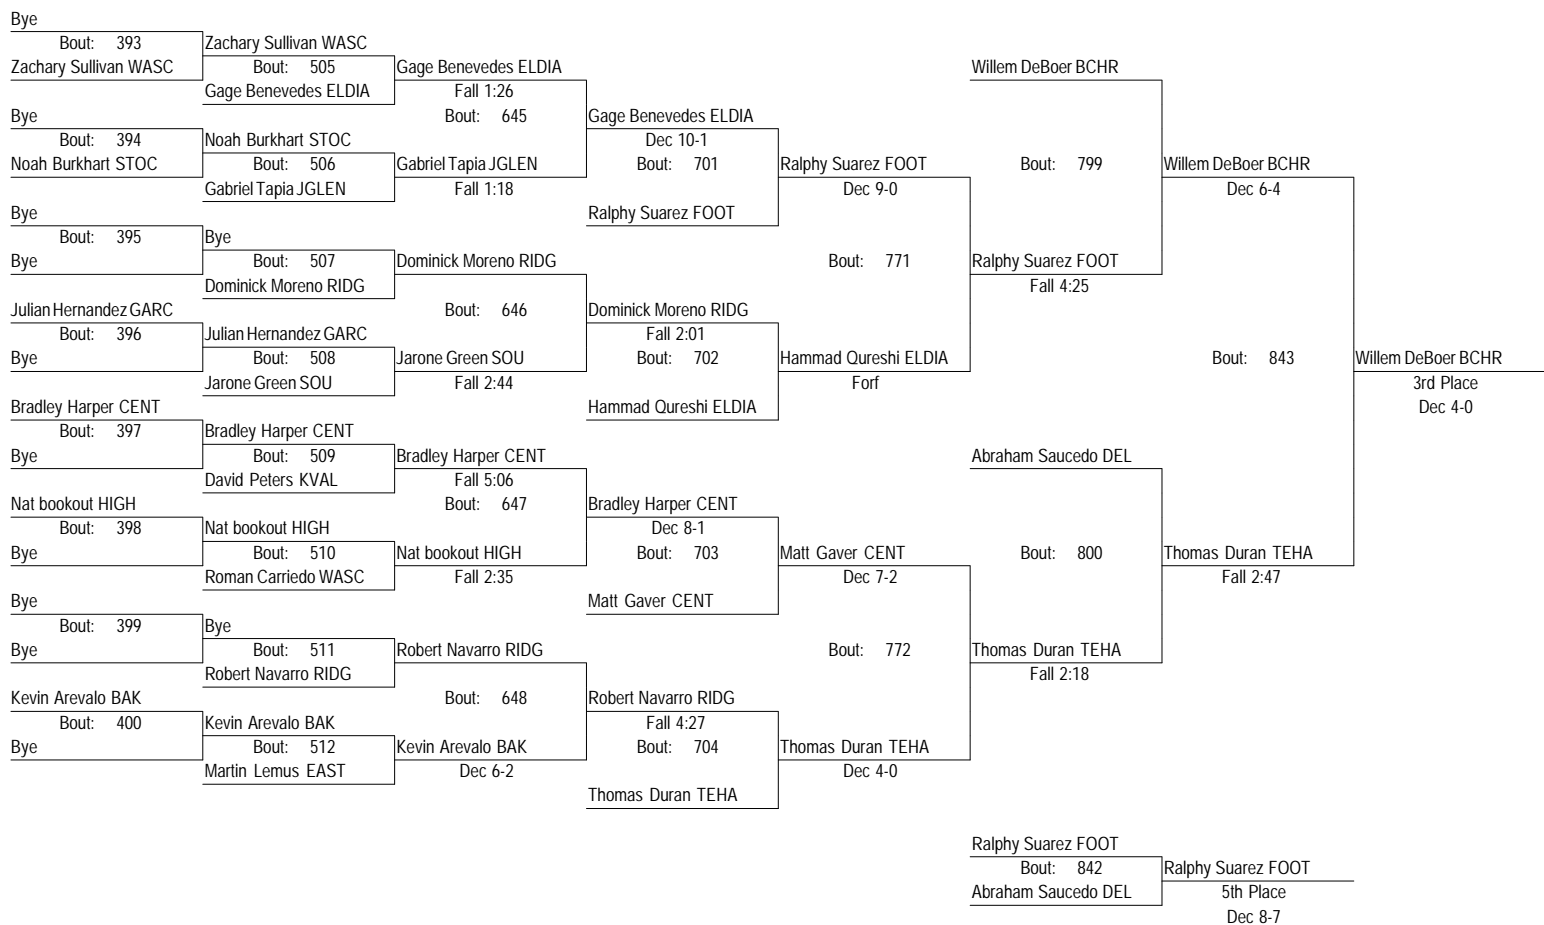 Bye
Bout: 393 Zachary Sullivan WASC
Zachary Sullivan WASC Bout: 505 Gage Benevedes ELDIA Willem DeBoer BCHR
Gage Benevedes ELDIA Fall 1:26
Bye Bout: 645 Gage Benevedes ELDIA
Bout: 394 Noah Burkhart STOC Dec 10-1
Noah Burkhart STOC Bout: 506 Gabriel Tapia JGLEN Bout: 701 Ralphy Suarez FOOT Bout: 799 Willem DeBoer BCHR
Gabriel Tapia JGLEN Fall 1:18 Dec 9-0 Dec 6-4
Bye Ralphy Suarez FOOT
Bout: 395 Bye
Bye Bout: 507 Dominick Moreno RIDG Bout: 771 Ralphy Suarez FOOT
Dominick Moreno RIDG Fall 4:25
Julian Hernandez GARC Bout: 646 Dominick Moreno RIDG
Bout: 396 Julian Hernandez GARC Fall 2:01
Bye Bout: 508 Jarone Green SOU Bout: 702 Hammad Qureshi ELDIA Bout: 843 Willem DeBoer BCHR
Jarone Green SOU Fall 2:44 Forf 3rd Place
Bradley Harper CENT Hammad Qureshi ELDIA Dec 4-0
Bout: 397 Bradley Harper CENT
Bye Bout: 509 Bradley Harper CENT Abraham Saucedo DEL
David Peters KVAL Fall 5:06
Nat bookout HIGH Bout: 647 Bradley Harper CENT
Bout: 398 Nat bookout HIGH Dec 8-1
Bye Bout: 510 Nat bookout HIGH Bout: 703 Matt Gaver CENT Bout: 800 Thomas Duran TEHA
Roman Carriedo WASC Fall 2:35 Dec 7-2 Fall 2:47
Bye Matt Gaver CENT
Bout: 399 Bye
Bye Bout: 511 Robert Navarro RIDG Bout: 772 Thomas Duran TEHA
Robert Navarro RIDG Fall 2:18
Kevin Arevalo BAK Bout: 648 Robert Navarro RIDG
Bout: 400 Kevin Arevalo BAK Fall 4:27
Bye Bout: 512 Kevin Arevalo BAK Bout: 704 Thomas Duran TEHA
Martin Lemus EAST Dec 6-2 Dec 4-0
Thomas Duran TEHA
Ralphy Suarez FOOT
Bout: 842 Ralphy Suarez FOOT
Abraham Saucedo DEL 5th Place
Dec 8-7